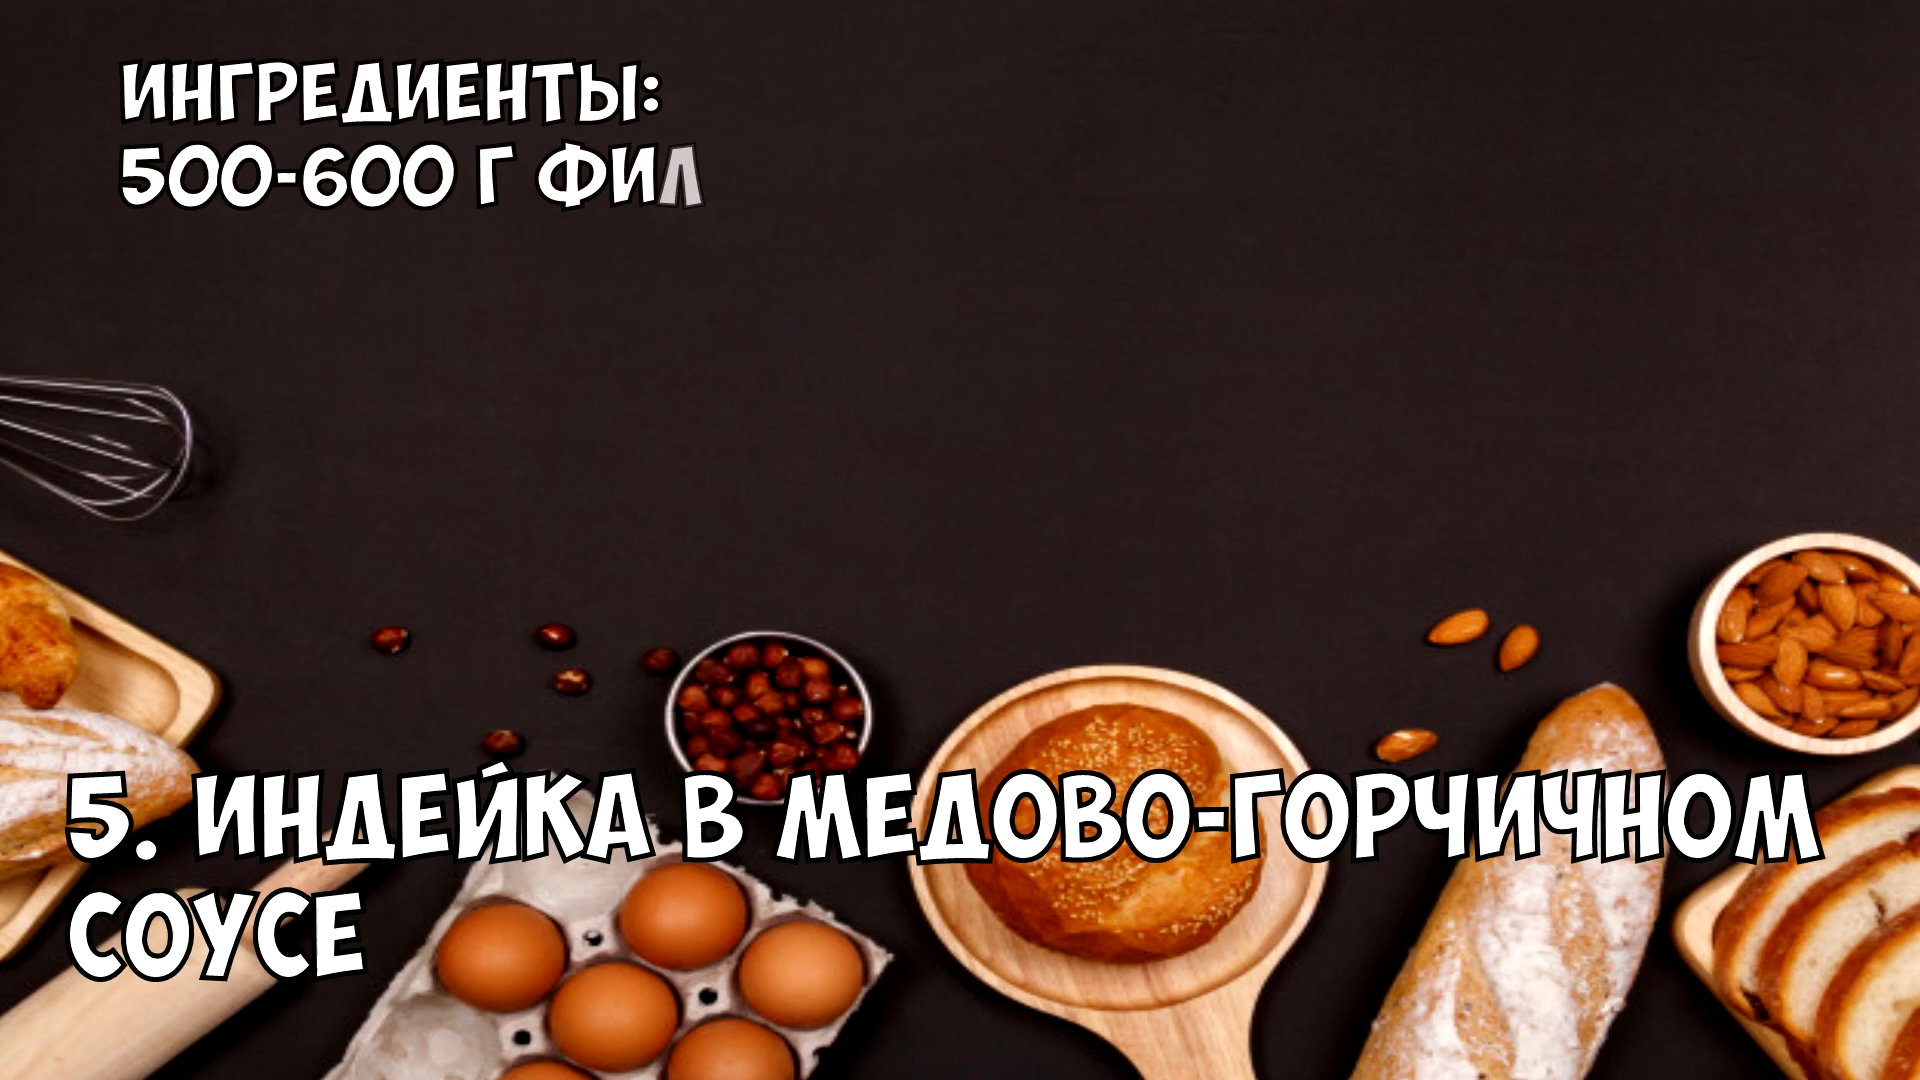 ИНГРЕДИЕНТЫ:
500-600 Г ФИЛ
5. ИНДЕЙКА В МЕДОВО-ГОРЧИЧНОМ
СОУСЕ